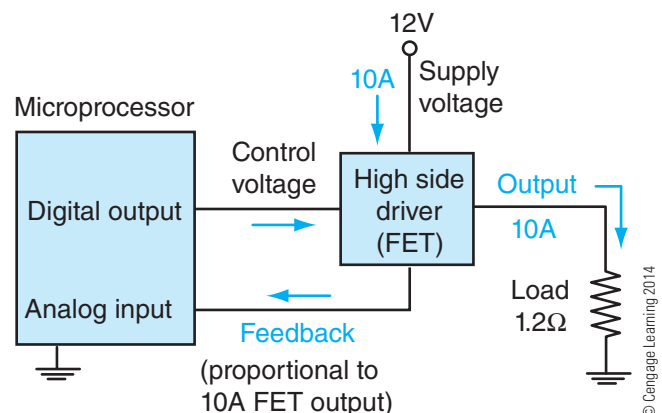 12V
10A
Supply
voltage
Microprocessor
Control
voltage
High side
driver
(FET)
Output
10A
Digital output
Analog input
Feedback
(proportional to
10A FET output)
Load
1.2Ω
© Cengage Learning 2014